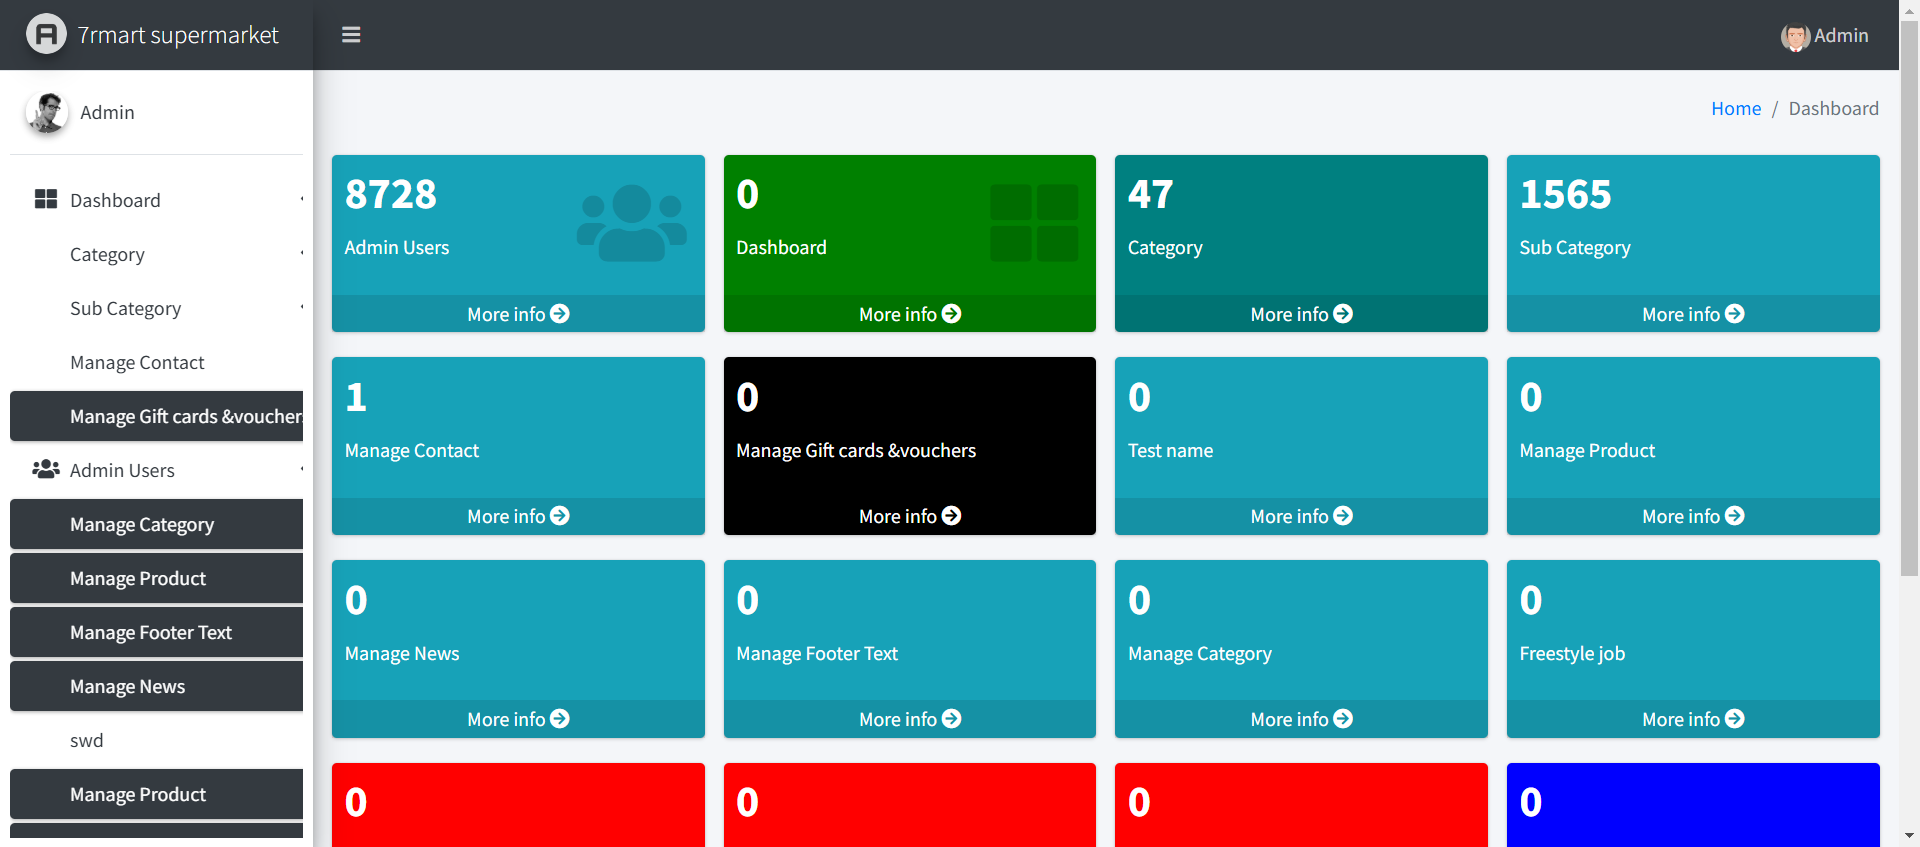 7rmart supermarket
Admin
Admin
Home / Dashboard
Dashboard
Category
Sub Category
Manage Contact
Manage Gift cards &voucher
Admin Users
Manage Category
Manage Product
Manage Footer Text
Manage News
swd
Manage Product
8728
Admin Users
More info
0
Dashboard
More info
47
Category
More info
1565
Sub Category
More info
1
Manage Contact
More info
0
Manage Gift cards &vouchers
More info
0
Test name
More info
0
Manage Product
More info
0
Manage News
More info
0
Manage Footer Text
More info
0
Manage Category
More info
0
Freestyle job
More info
0
0
0
0